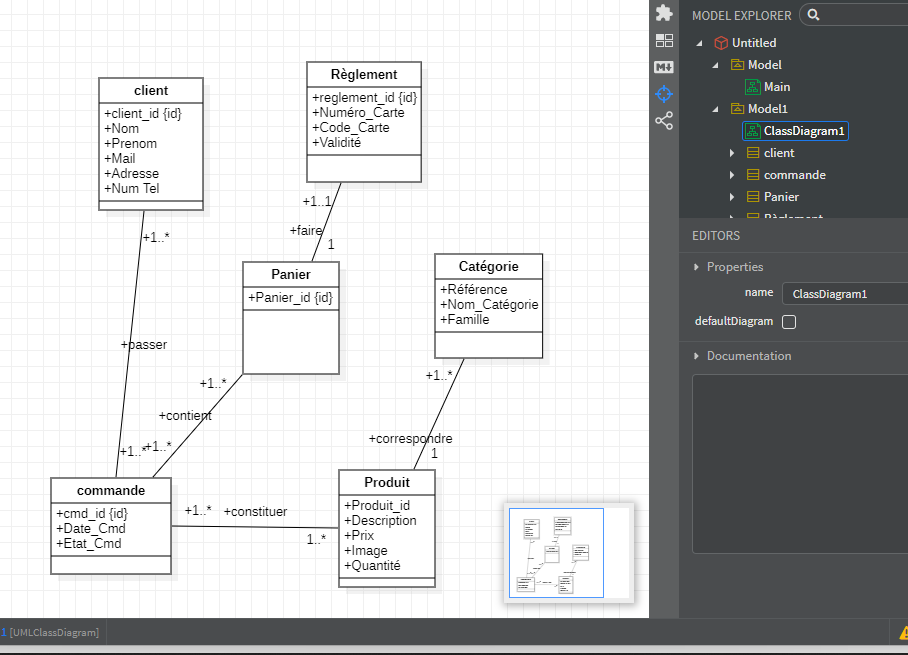 client
+client_id {id}
+Nom
+Prenom
+Mail
+Adresse
+Num Tel
Règlement
+reglement_id {id}
+Numéro_Carte
+Code_Carte
+Validité
+1..1
+faire
1
+1..*
Panier
+Panier_id {id}
Catégorie
+Référence
+Nom_Catégorie
+Famille
+passer
+1..*
+contient
+1..*
+1..*
+1..*
+correspondre
1
commande
+cmd_id {id}
+Date_Cmd
+Etat_Cmd
+1..*
+constituer
1..*
Produit
+Produit_id
+Description
+Prix
+Image
+Quantité
MODEL EXPLORER
Untitled
Model
Main
Model1
ClassDiagram1
client
commande
Panier
Règlement
EDITORS
Properties
name
ClassDiagram1
defaultDiagram
Documentation
M
1 [UMLClassDiagram]